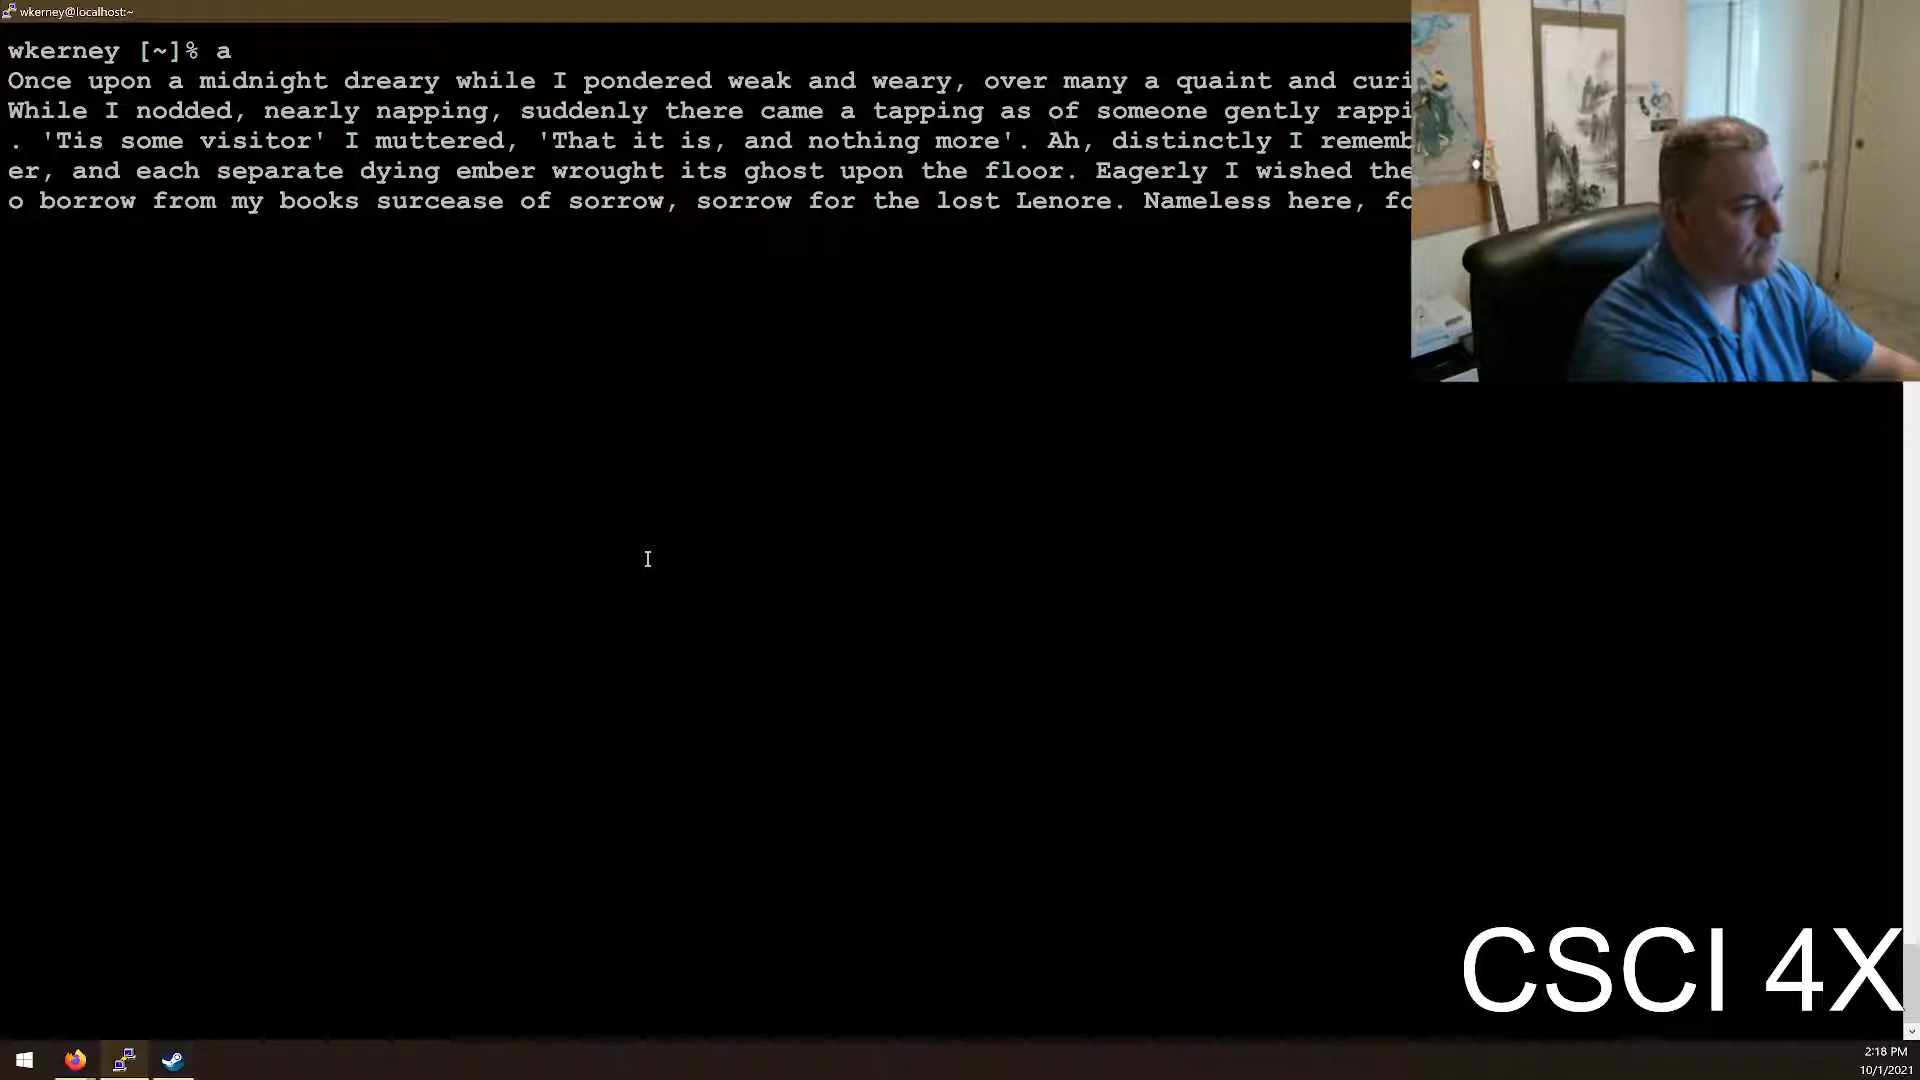 wkerney@localhost:~
wkerney [~]% a
Once upon a midnight dreary while I pondered weak and weary, over many a quaint and curi
While I nodded, nearly napping, suddenly there came a tapping as of someone gently rappi
. 'Tis some visitor' I muttered, 'That it is, and nothing more'. Ah, distinctly I rememb
er, and each separate dying ember wrought its ghost upon the floor. Eagerly I wished the
o borrow from my books surcease of sorrow, sorrow for the lost Lenore. Nameless here, fo
CSCI 4X
2:18 PM
10/1/2021